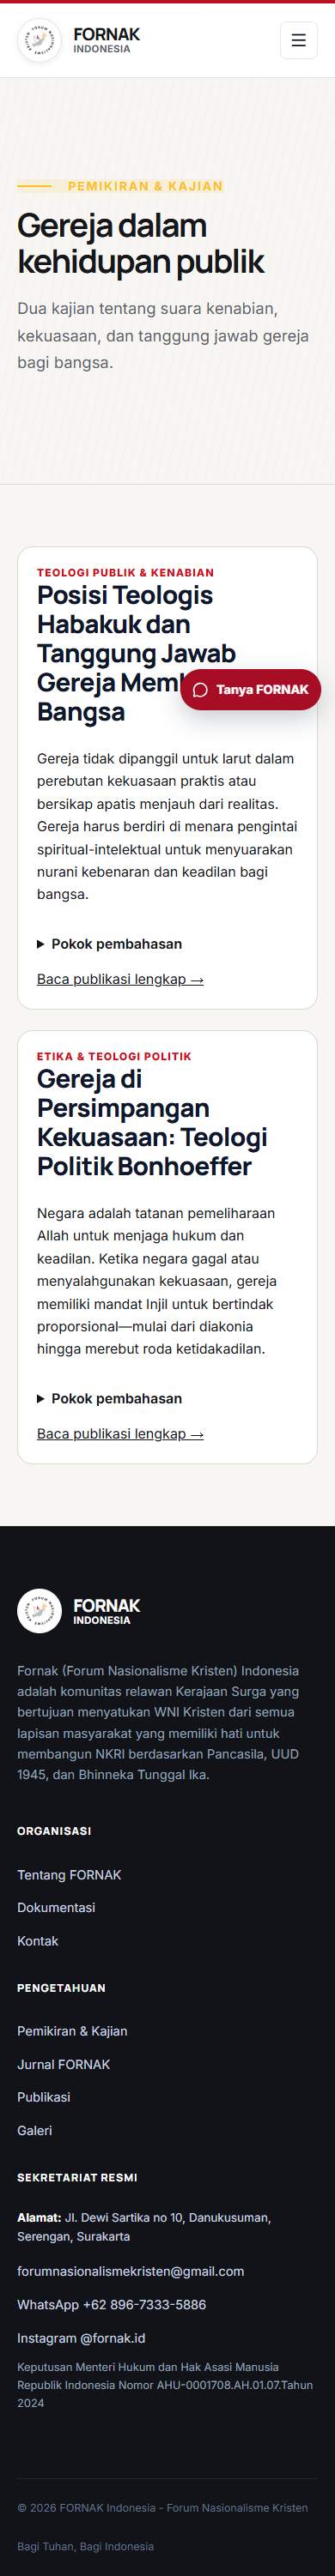 FORNAK
INDONESIA
PEMIKIRAN & KAJIAN
Gereja dalam
kehidupan publik
Dua kajian tentang suara kenabian,
kekuasaan, dan tanggung jawab gereja
bagi bangsa.
TEOLOGI PUBLIK & KENABIAN
Posisi Teologis
Habakuk dan
Tanggung Jawab
Gereja
Tanya FORNAK
Bangsa
Gereja tidak dipanggil untuk larut dalam
perebutan kekuasaan praktis atau
bersikap apatis menjauh dari realitas.
Gereja harus berdiri di menara pengintai
spiritual-intelektual untuk menyuarakan
nurani kebenaran dan keadilan bagi
bangsa.
Pokok pembahasan
Baca publikasi lengkap →
ETIKA & TEOLOGI POLITIK
Gereja di
Persimpangan
Kekuasaan: Teologi
Politik Bonhoeffer
Negara adalah tatanan pemeliharaan
Allah untuk menjaga hukum dan
keadilan. Ketika negara gagal atau
menyalahgunakan kekuasaan, gereja
memiliki mandat Injil untuk bertindak
proporsional—mulai dari diakonia
hingga merebut roda ketidakadilan.
Pokok pembahasan
Baca publikasi lengkap →
FORNAK
INDONESIA
Fornak (Forum Nasionalisme Kristen) Indonesia
adalah komunitas relawan Kerajaan Surga yang
bertujuan menyatukan WNI Kristen dari semua
lapisan masyarakat yang memiliki hati untuk
membangun NKRI berdasarkan Pancasila, UUD
1945, dan Bhinneka Tunggal Ika.
ORGANISASI
Tentang FORNAK
Dokumentasi
Kontak
PENGETAHUAN
Pemikiran & Kajian
Jurnal FORNAK
Publikasi
Galeri
SEKRETARIAT RESMI
Alamat: Jl. Dewi Sartika no 10, Danukusuman,
Serengan, Surakarta
forumnasionalismekristen@gmail.com
WhatsApp +62 896-7333-5886
Instagram @fornak.id
Keputusan Menteri Hukum dan Hak Asasi Manusia
Republik Indonesia Nomor AHU-0001708.AH.01.07.Tahun
2024
© 2026 FORNAK Indonesia - Forum Nasionalisme Kristen
Bagi Tuhan, Bagi Indonesia